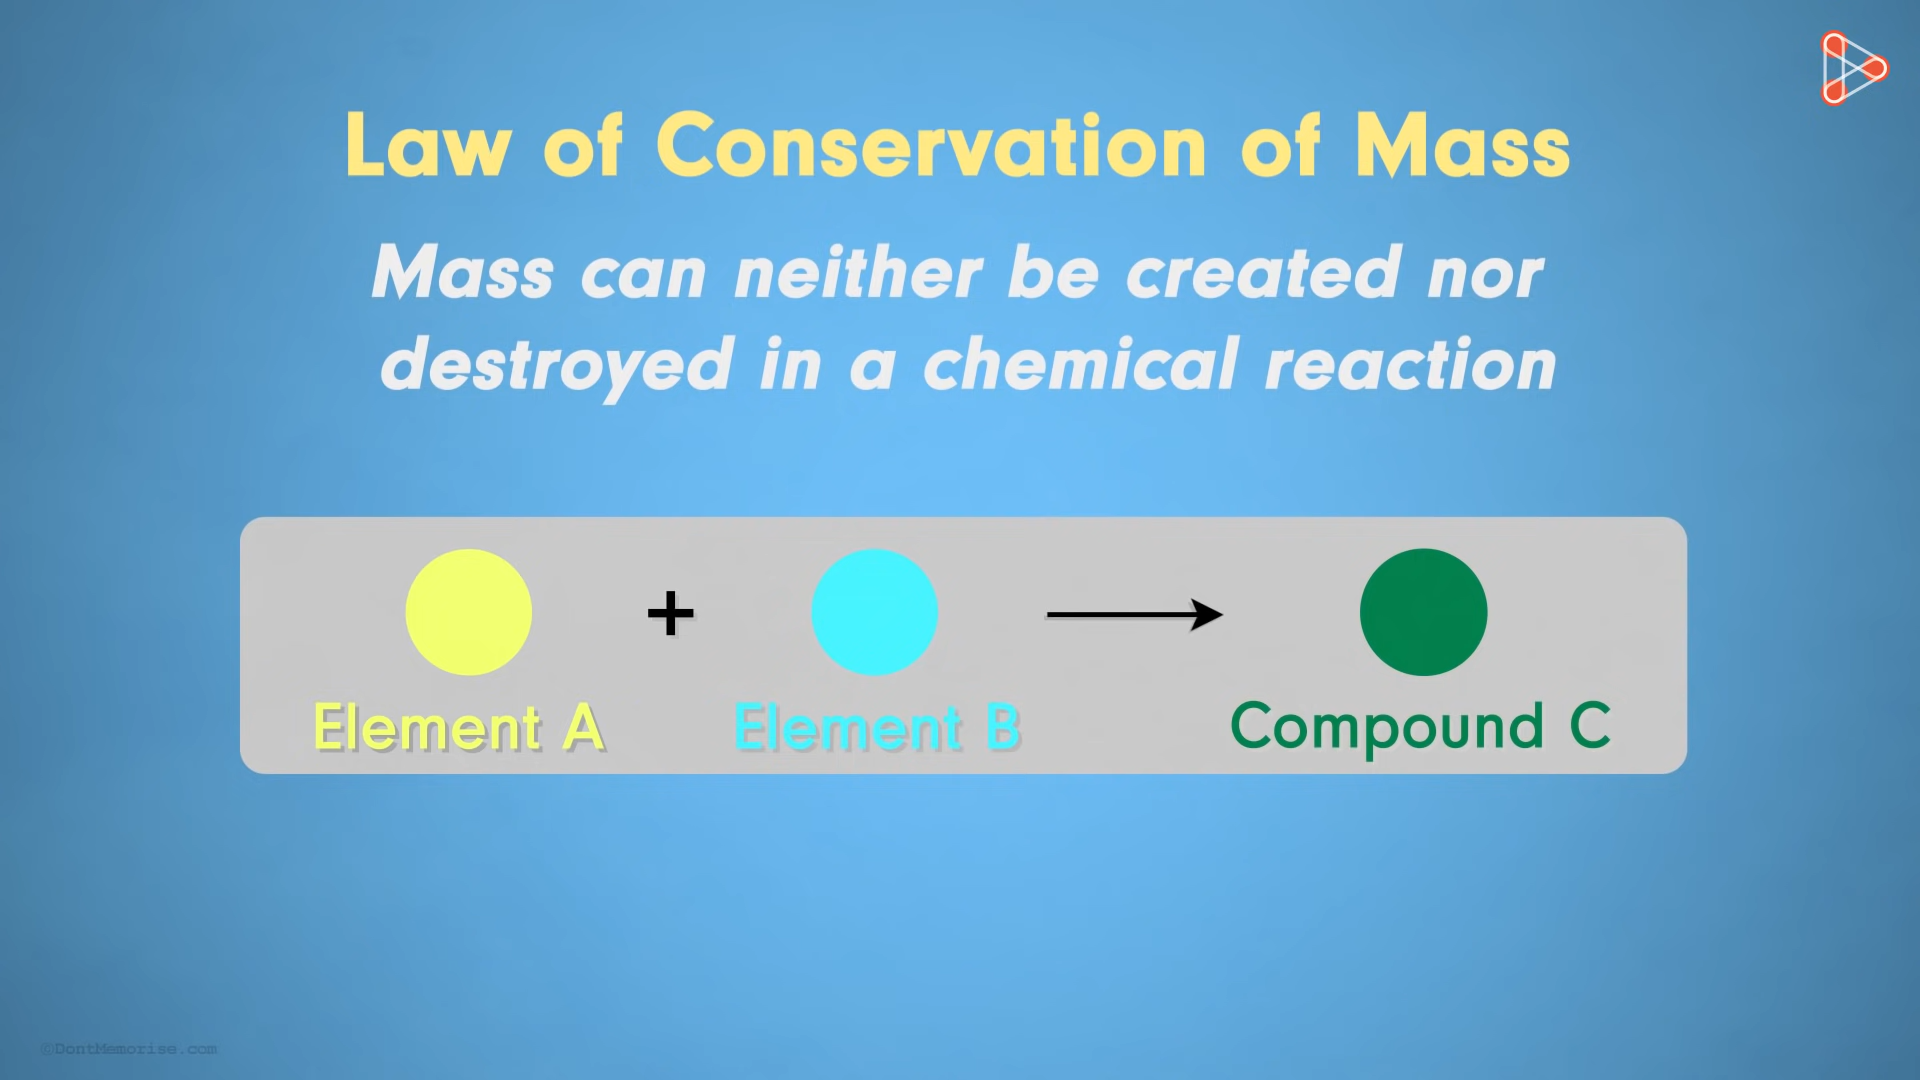 Law of Conservation of Mass
Mass can neither be created nor
destroyed in a chemical reaction
+
Element A
Element B
Compound C
©DontMemorise.com